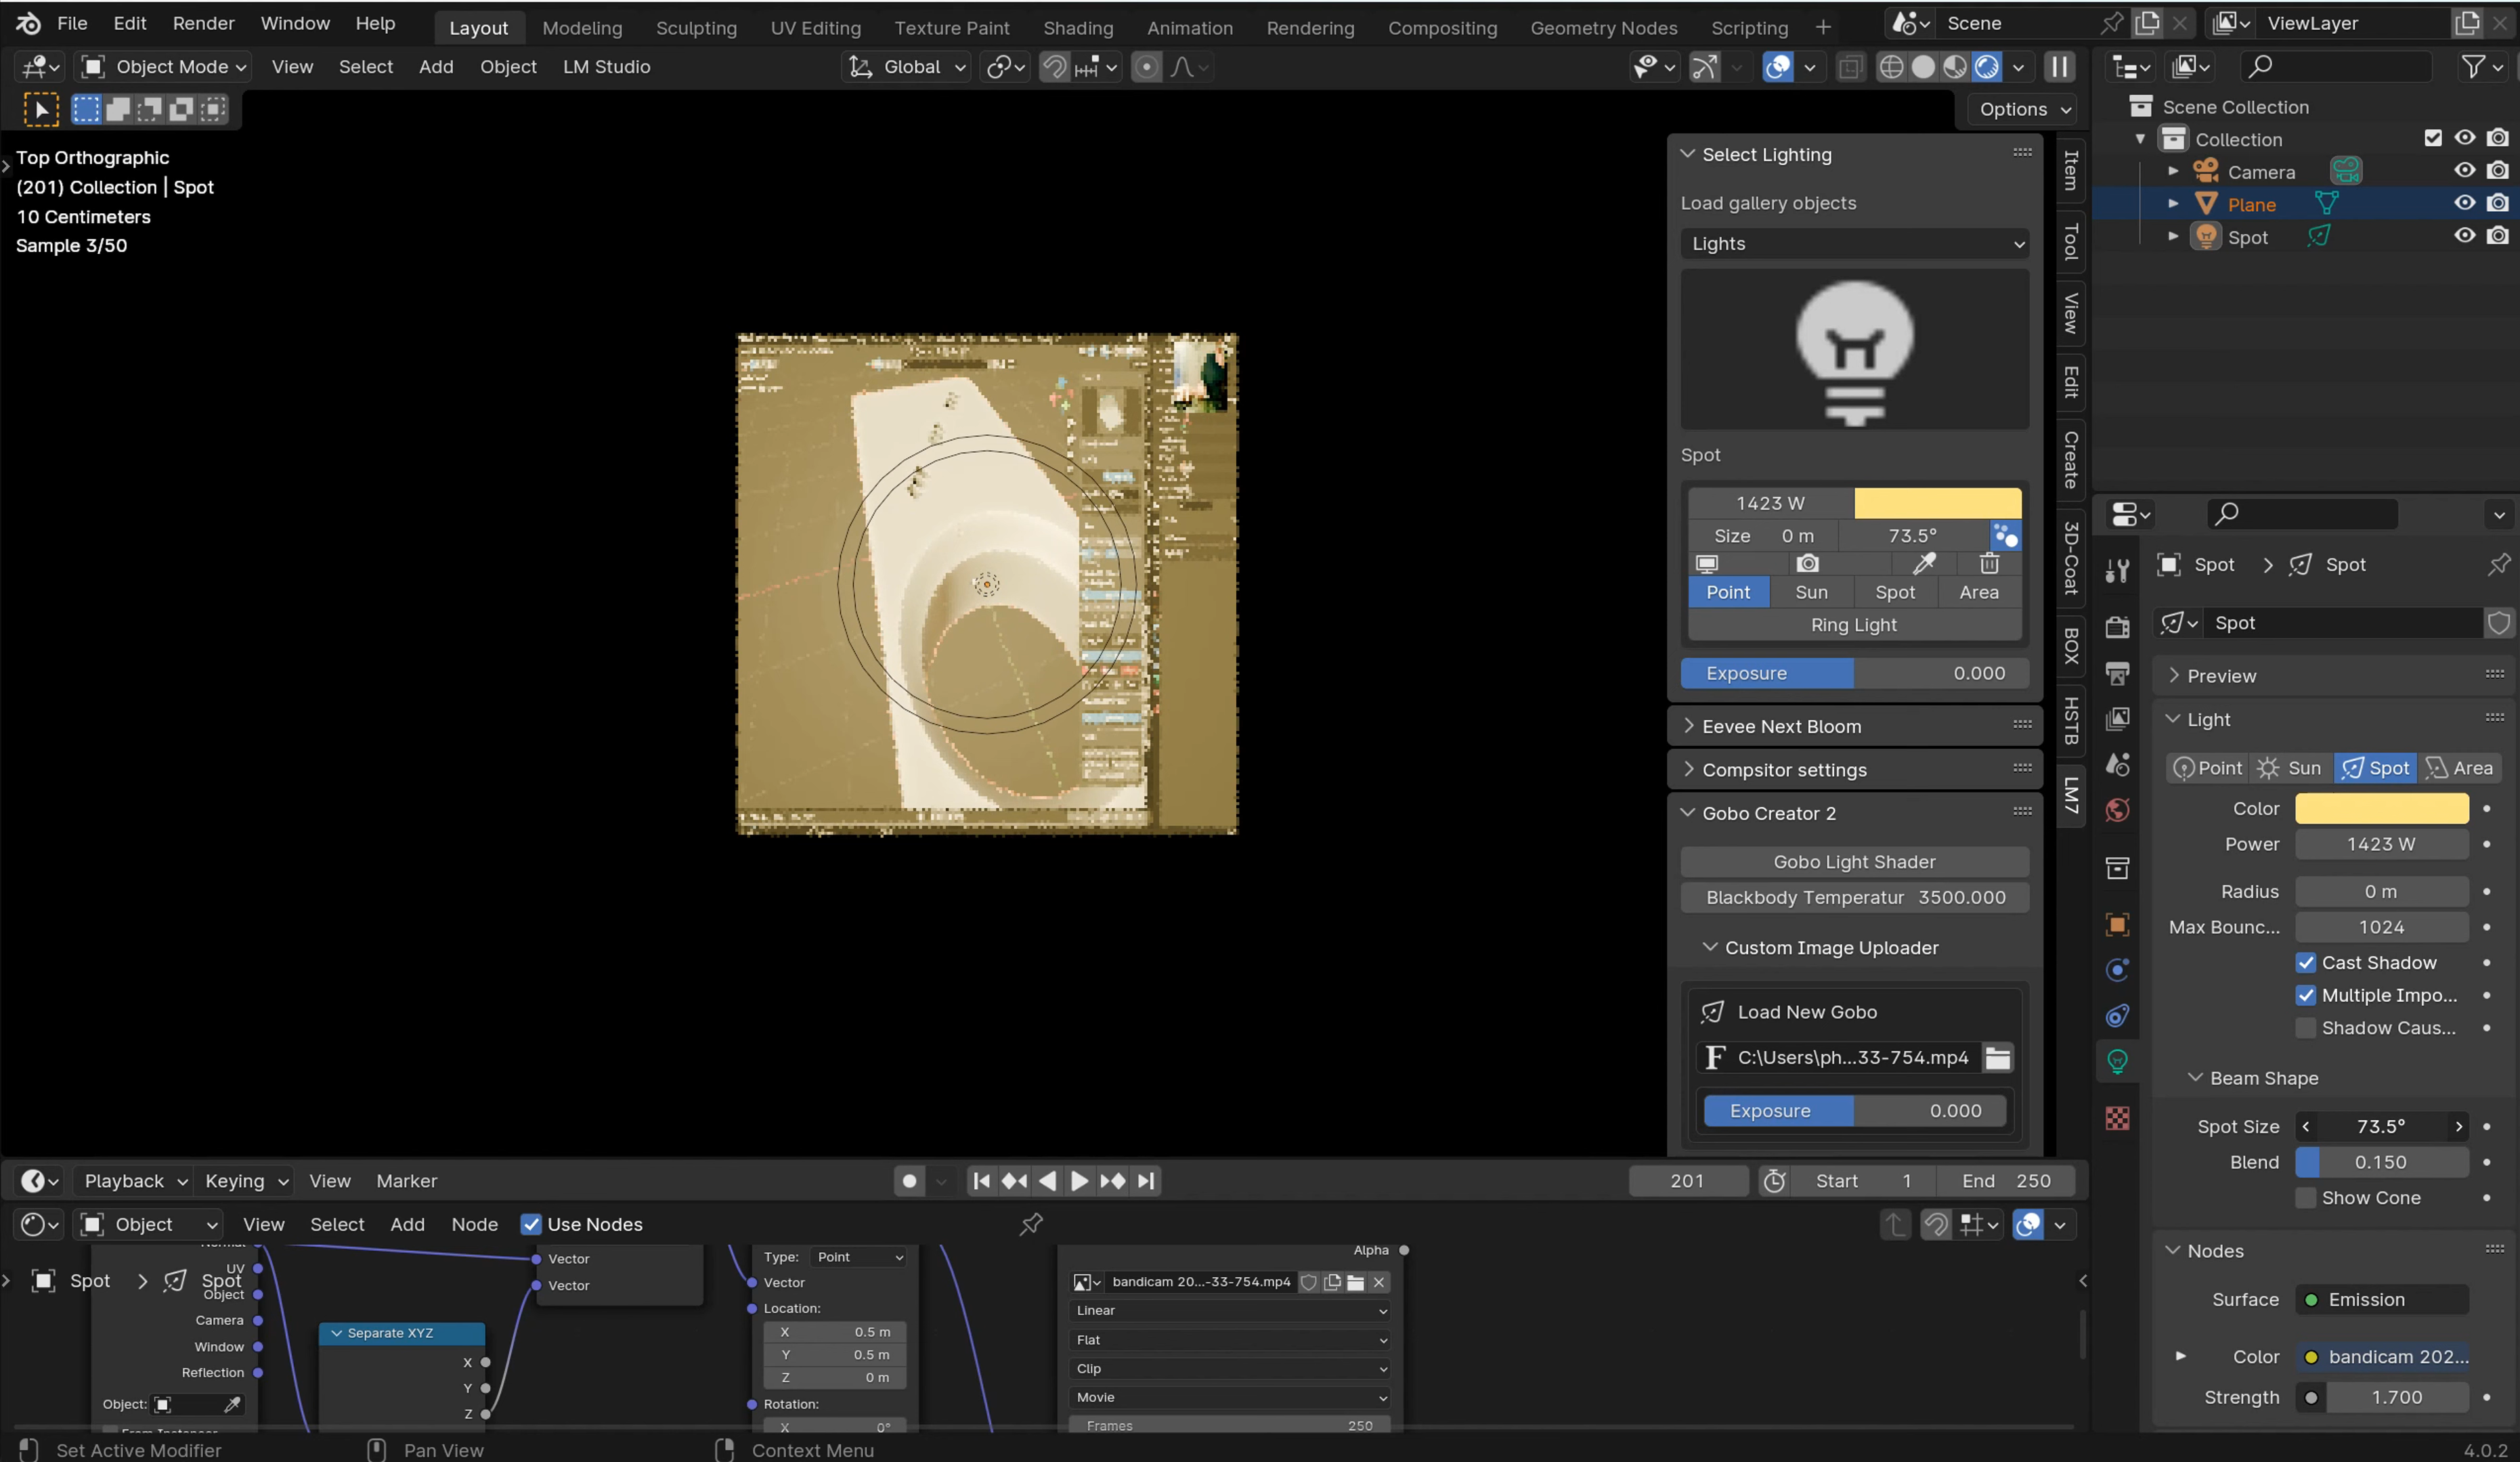 File Edit Render Window Help Layout Modeling Sculpting UV Editing Texture Paint Shading Animation Rendering Compositing Geometry Nodes Scripting + Scene ViewLayer
Object Mode View Select Add Object LM Studio Global
Options
Top Orthographic
(201) Collection | Spot
10 Centimeters
Sample 3/50
Select Lighting
Load gallery objects
Lights
Spot
1423 W
Size 0 m 73.5°
Point Sun Spot Area
Ring Light
Exposure 0.000
Eevee Next Bloom
Compsitor settings
Gobo Creator 2
Gobo Light Shader
Blackbody Temperatur 3500.000
Custom Image Uploader
Load New Gobo
F C:\Users\ph...33-754.mp4
Exposure 0.000
Item
Tool
View
Edit
Create
3D-Coat
BOX
HSTB
LM7
Scene Collection
Collection
Camera
Plane
Spot
Spot > Spot
Spot
Preview
Light
Point Sun Spot Area
Color
Power 1423 W
Radius 0 m
Max Bounc... 1024
Cast Shadow
Multiple Impo...
Shadow Caus...
Beam Shape
Spot Size 73.5°
Blend 0.150
Show Cone
Nodes
Surface Emission
Color bandicam 202...
Strength 1.700
Playback Keying View Marker 201 Start 1 End 250
Object View Select Add Node Use Nodes
Spot > Spot
Normal
UV
Object
Camera
Window
Reflection
Object:
Separate XYZ
X
Y
Z
Vector
Vector
Type: Point
Vector
Location:
X 0.5 m
Y 0.5 m
Z 0 m
Rotation:
X 0°
Alpha
bandicam 20...-33-754.mp4
Linear
Flat
Clip
Movie
Frames 250
Set Active Modifier Pan View Context Menu 4.0.2